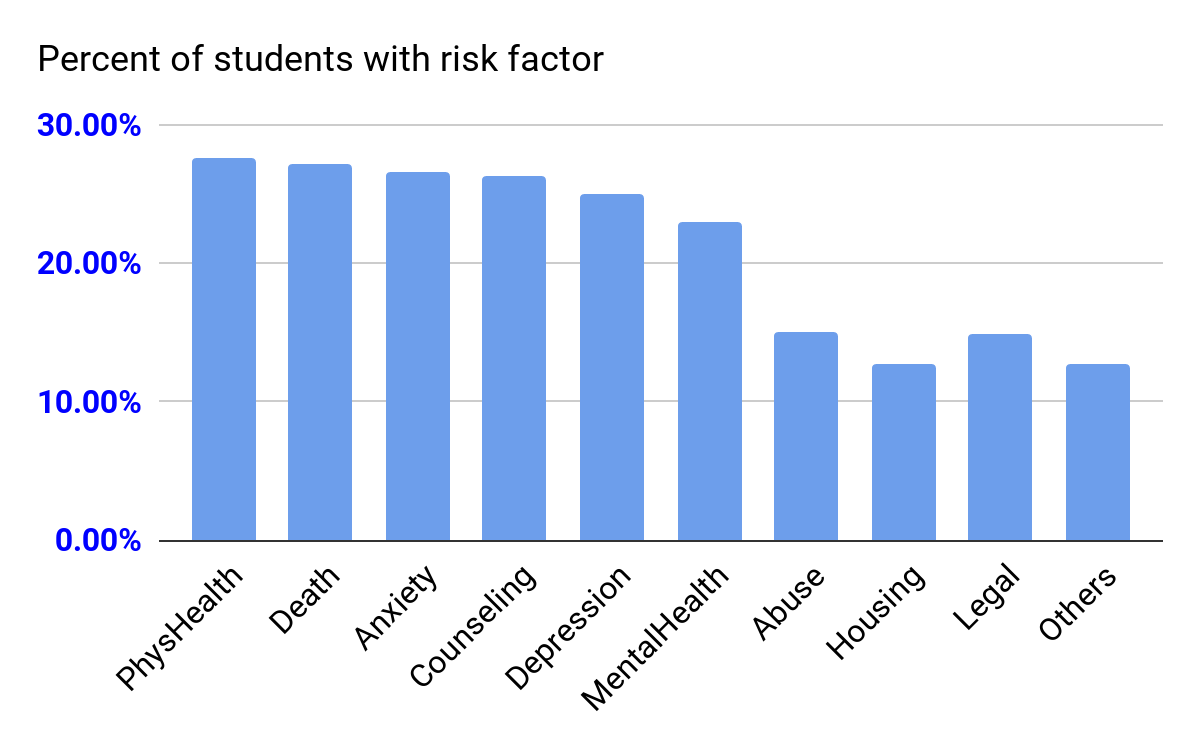 Percent of students with risk factor
30.00%
20.00%
10.00%
0.00%
PhysHealth
Death
Anxiety
Counseling
Depression
MentalHealth
Abuse
Housing
Legal
Others